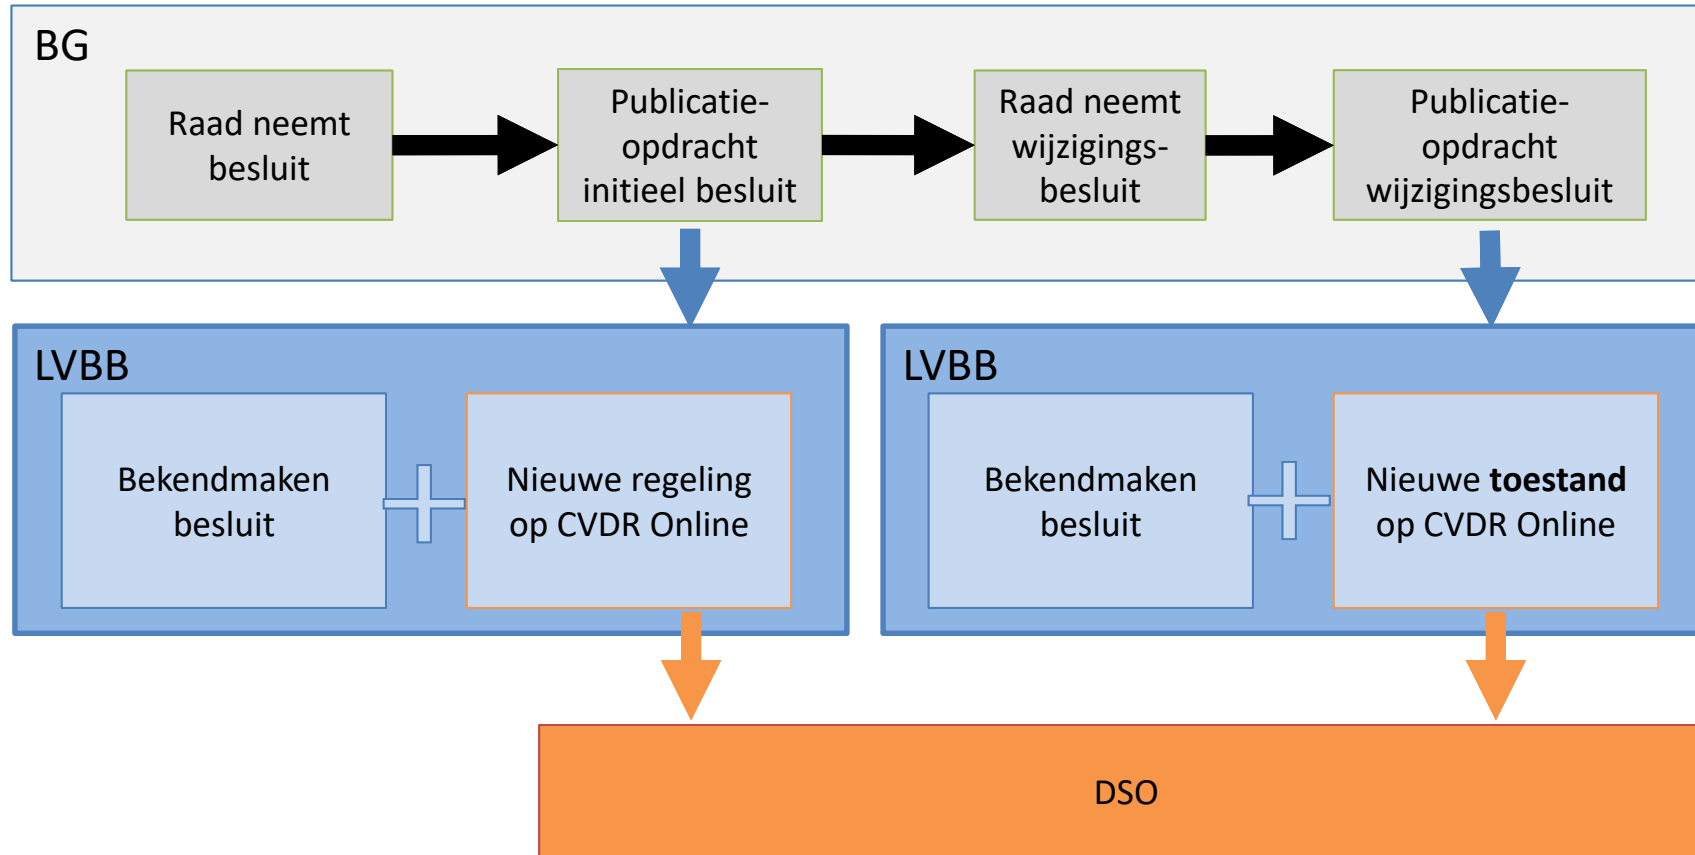 BG
Raad neemt
besluit
Publicatie-
opdracht
initieel besluit
Raad neemt
wijzigings-
besluit
Publicatie-
opdracht
wijzigingsbesluit
LVBB
Bekendmaken
besluit
Nieuwe regeling
op CVDR Online
LVBB
Bekendmaken
besluit
Nieuwe toestand
op CVDR Online
DSO